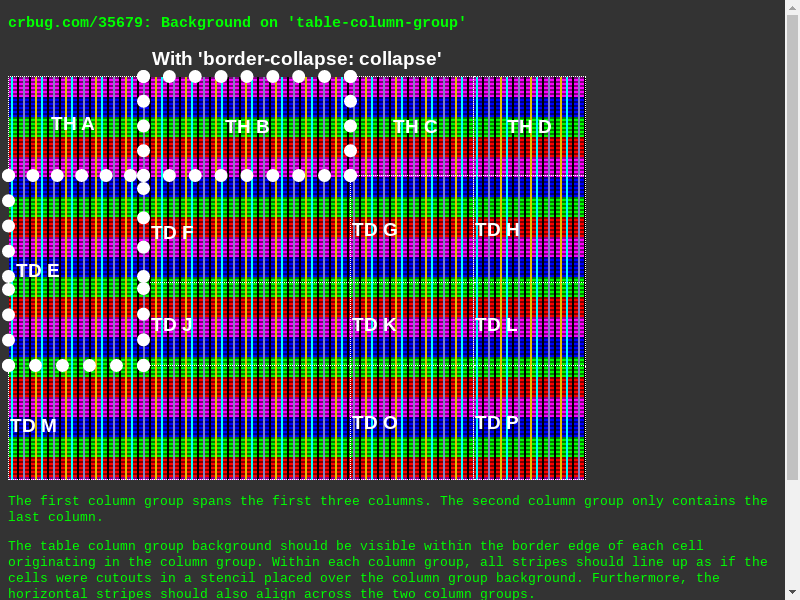 crbug.com/35679: Background on 'table-column-group'
With 'border-collapse: collapse'
TH A TH B TH C TH D
TD E TD F TD G TD H
TD J TD K TD L
TD M TD O TD P
The first column group spans the first three columns. The second column group only contains the
last column.
The table column group background should be visible within the border edge of each cell
originating in the column group. Within each column group, all stripes should line up as if the
cells were cutouts in a stencil placed over the column group background. Furthermore, the
horizontal stripes should also align across the two column groups.